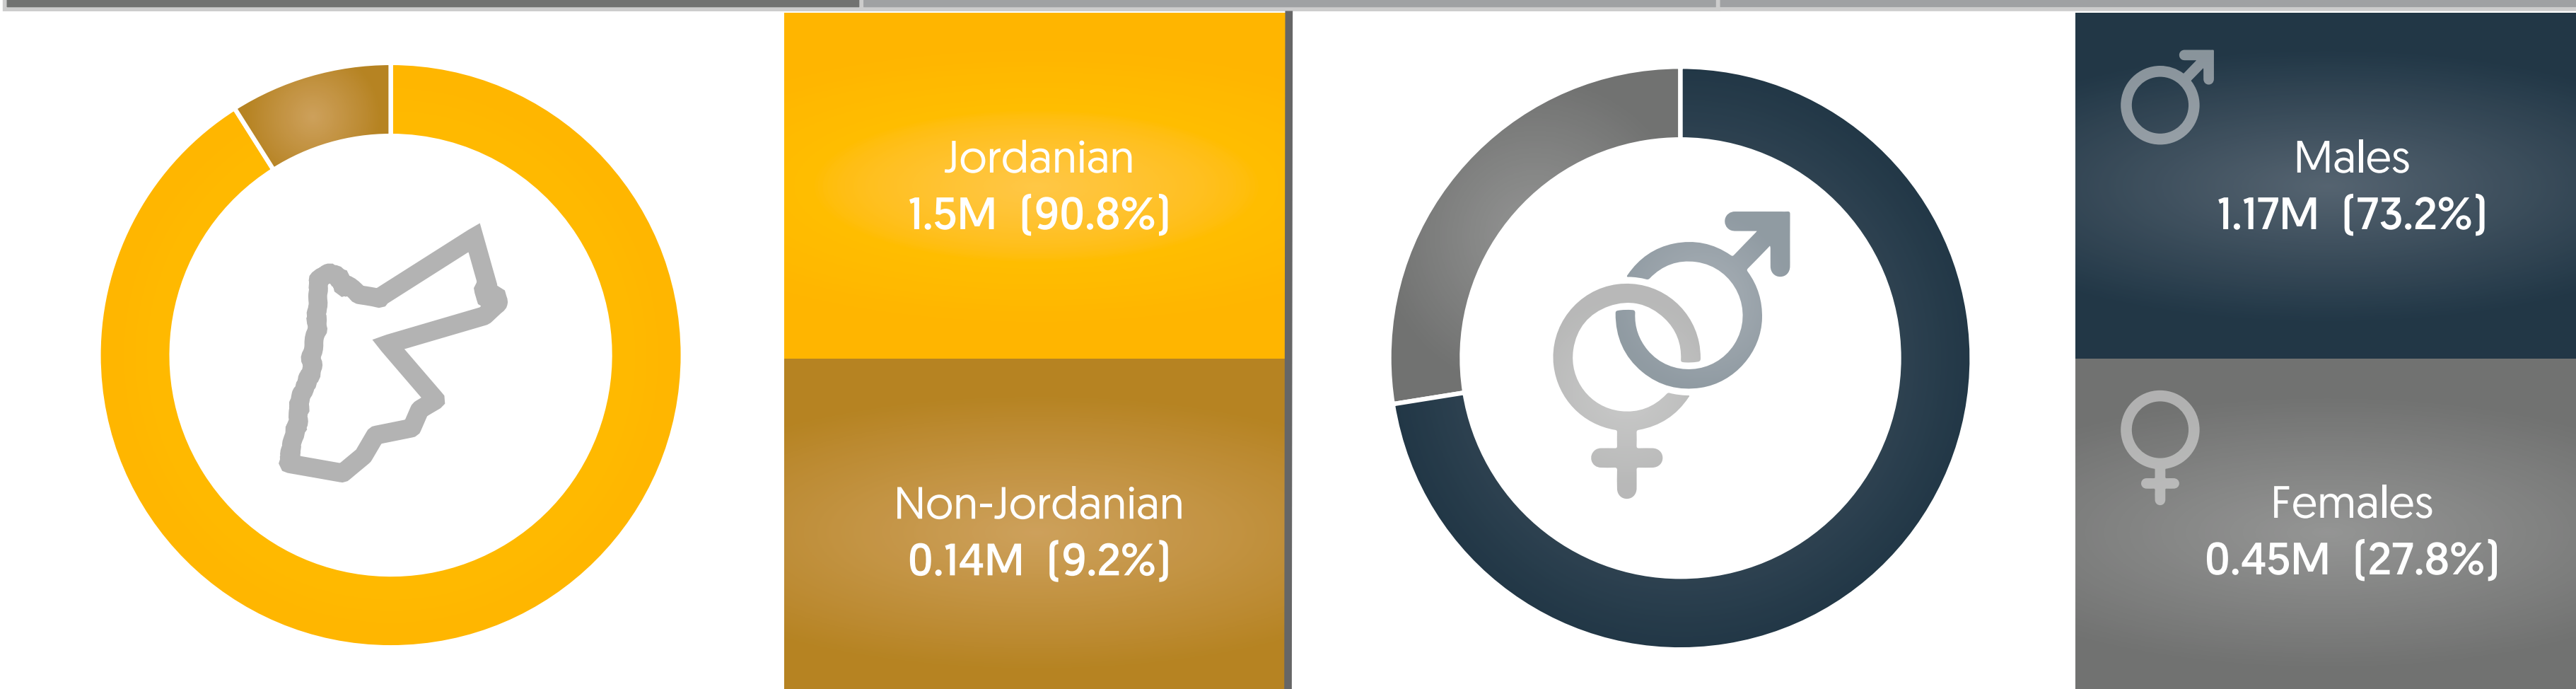 Jordanian
1.5M (90.8%)
Non-Jordanian
0.14M (9.2%)
Males
1.17M (73.2%)
Females
0.45M (27.8%)